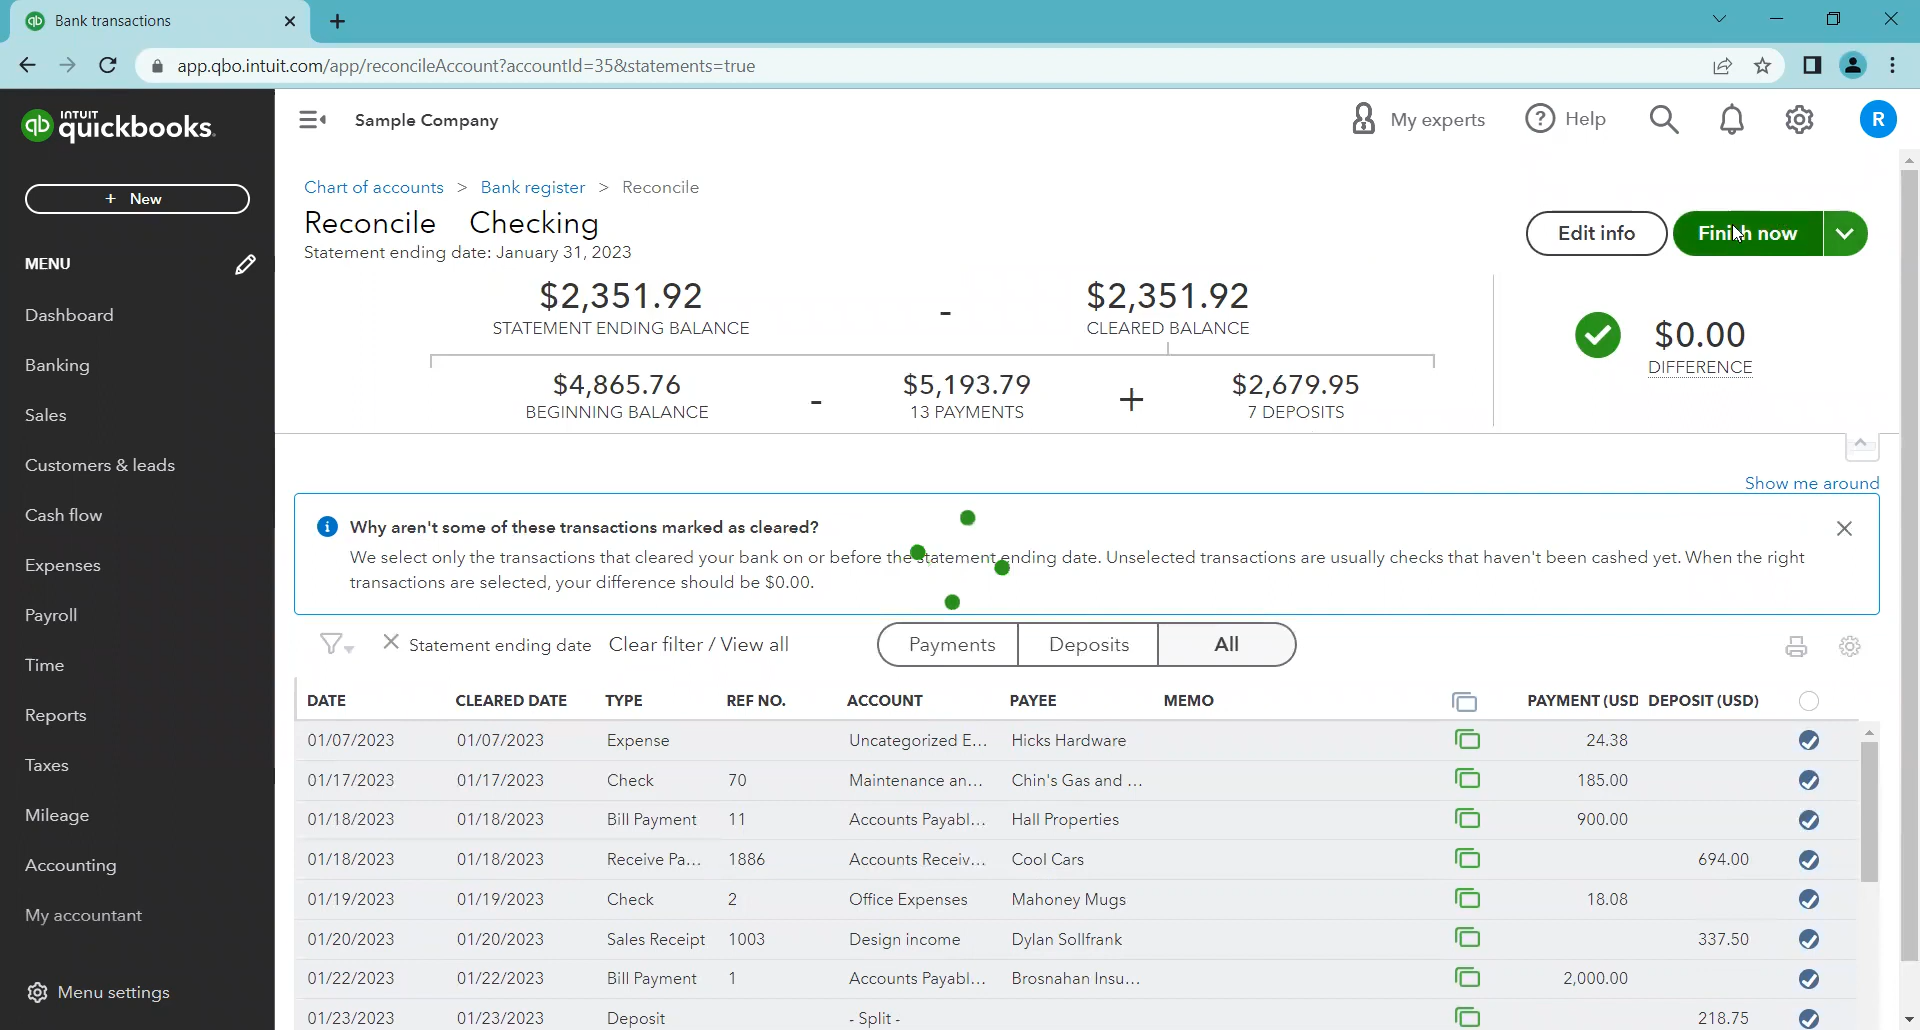 Bank transactions
app.qbo.intuit.com/app/reconcileAccount?accountId=35&statements=true
qb INTUIT quickbooks.
Sample Company
My experts
Help
R
+ New
MENU
Dashboard
Banking
Sales
Customers & leads
Cash flow
Expenses
Payroll
Time
Reports
Taxes
Mileage
Accounting
My accountant
Menu settings
Chart of accounts > Bank register > Reconcile
Reconcile Checking
Statement ending date: January 31, 2023
Edit info
Finish now
$2,351.92 - $2,351.92
STATEMENT ENDING BALANCE CLEARED BALANCE
$0.00
DIFFERENCE
$4,865.76 - $5,193.79 + $2,679.95
BEGINNING BALANCE 13 PAYMENTS 7 DEPOSITS
Show me around
Why aren't some of these transactions marked as cleared?
We select only the transactions that cleared your bank on or before the statement ending date. Unselected transactions are usually checks that haven't been cashed yet. When the right
transactions are selected, your difference should be $0.00.
Statement ending date Clear filter / View all
Payments Deposits All
DATE CLEARED DATE TYPE REF NO. ACCOUNT PAYEE MEMO PAYMENT (USD DEPOSIT (USD)
01/07/2023 01/07/2023 Expense Uncategorized E... Hicks Hardware 24.38
01/17/2023 01/17/2023 Check 70 Maintenance an... Chin's Gas and ... 185.00
01/18/2023 01/18/2023 Bill Payment 11 Accounts Payabl... Hall Properties 900.00
01/18/2023 01/18/2023 Receive Pa... 1886 Accounts Receiv... Cool Cars 694.00
01/19/2023 01/19/2023 Check 2 Office Expenses Mahoney Mugs 18.08
01/20/2023 01/20/2023 Sales Receipt 1003 Design income Dylan Sollfrank 337.50
01/22/2023 01/22/2023 Bill Payment 1 Accounts Payabl... Brosnahan Insu... 2,000.00
01/23/2023 01/23/2023 Deposit - Split - 218.75